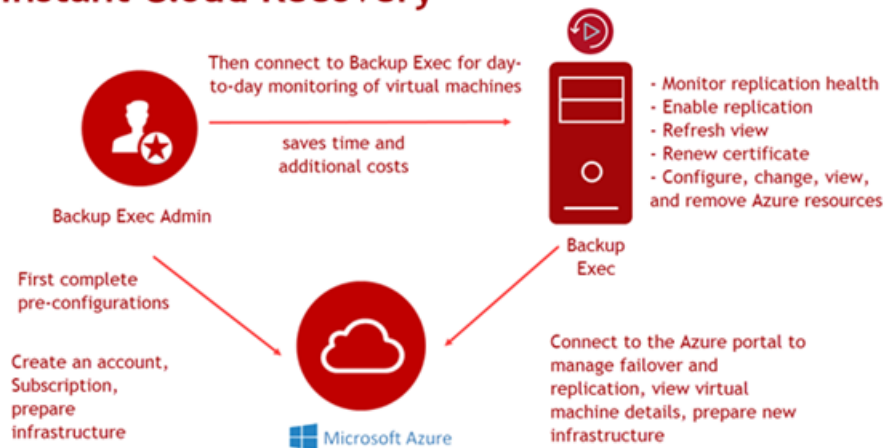 Instant Cloud Recovery
Then connect to Backup Exec for day-
to-day monitoring of virtual machines
saves time and
additional costs
- Monitor replication health
- Enable replication
- Refresh view
- Renew certificate
- Configure, change, view,
and remove Azure resources
Backup Exec Admin
Backup
Exec
First complete
pre-configurations
Create an account,
Subscription,
prepare
infrastructure
Microsoft Azure
Connect to the Azure portal to
manage failover and
replication, view virtual
machine details, prepare new
infrastructure